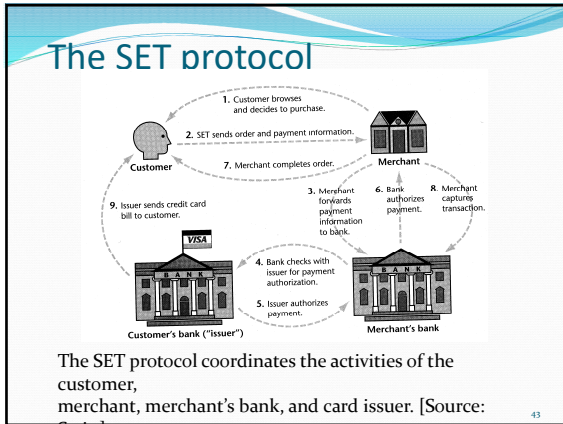 The SET protocol
1. Customer browses
and decides to purchase.
2. SET sends order and payment information.
7. Merchant completes order.
Customer
Merchant
9. Issuer sends credit card
bill to customer.
3. Merchant
forwards
payment
information
to bank.
6. Bank
authorizes
payment.
8. Merchant
captures
transaction.
VISA
BANK
4. Bank checks with
issuer for payment
authorization.
5. Issuer authorizes
payment.
BANK
Customer's bank ("issuer")
Merchant's bank
The SET protocol coordinates the activities of the
customer,
merchant, merchant's bank, and card issuer. [Source:
43